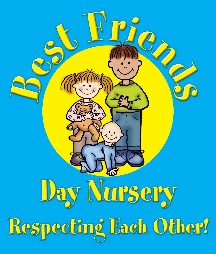 Best Friends
Day Nursery
Respecting Each Other!